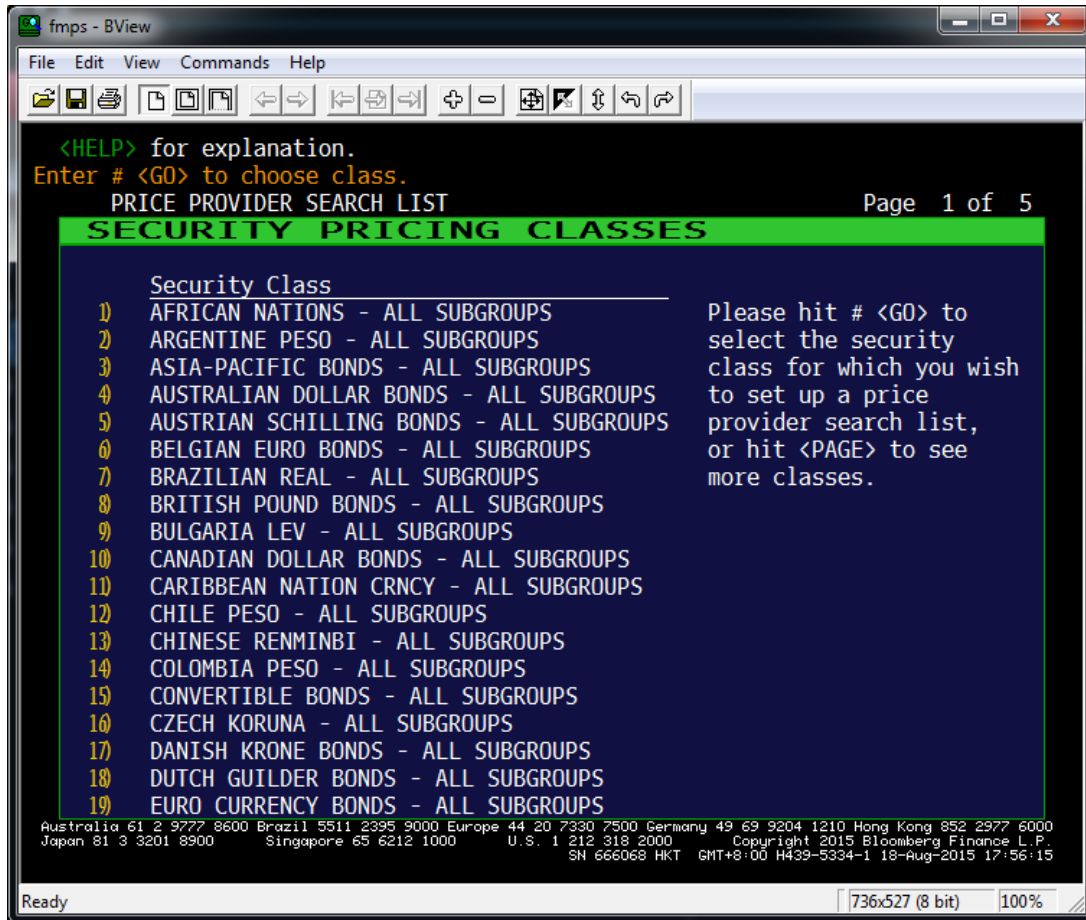 fmps - BView
File Edit View Commands Help
<HELP> for explanation.
Enter # <GO> to choose class.
PRICE PROVIDER SEARCH LIST Page 1 of 5
SECURITY PRICING CLASSES
Security Class
1) AFRICAN NATIONS - ALL SUBGROUPS Please hit # <GO> to
2) ARGENTINE PESO - ALL SUBGROUPS select the security
3) ASIA-PACIFIC BONDS - ALL SUBGROUPS class for which you wish
4) AUSTRALIAN DOLLAR BONDS - ALL SUBGROUPS to set up a price
5) AUSTRIAN SCHILLING BONDS - ALL SUBGROUPS provider search list,
6) BELGIAN EURO BONDS - ALL SUBGROUPS or hit <PAGE> to see
7) BRAZILIAN REAL - ALL SUBGROUPS more classes.
8) BRITISH POUND BONDS - ALL SUBGROUPS
9) BULGARIA LEV - ALL SUBGROUPS
10) CANADIAN DOLLAR BONDS - ALL SUBGROUPS
11) CARIBBEAN NATION CRNCY - ALL SUBGROUPS
12) CHILE PESO - ALL SUBGROUPS
13) CHINESE RENMINBI - ALL SUBGROUPS
14) COLOMBIA PESO - ALL SUBGROUPS
15) CONVERTIBLE BONDS - ALL SUBGROUPS
16) CZECH KORUNA - ALL SUBGROUPS
17) DANISH KRONE BONDS - ALL SUBGROUPS
18) DUTCH GUILDER BONDS - ALL SUBGROUPS
19) EURO CURRENCY BONDS - ALL SUBGROUPS
Australia 61 2 9777 8600 Brazil 5511 2395 9000 Europe 44 20 7330 7500 Germany 49 69 9204 1210 Hong Kong 852 2977 6000
Japan 81 3 3201 8900 Singapore 65 6212 1000 U.S. 1 212 318 2000 Copyright 2015 Bloomberg Finance L.P.
SN 666068 HKT GMT+8:00 H439-5334-1 18-Aug-2015 17:56:15
Ready 736x527 (8 bit) 100%